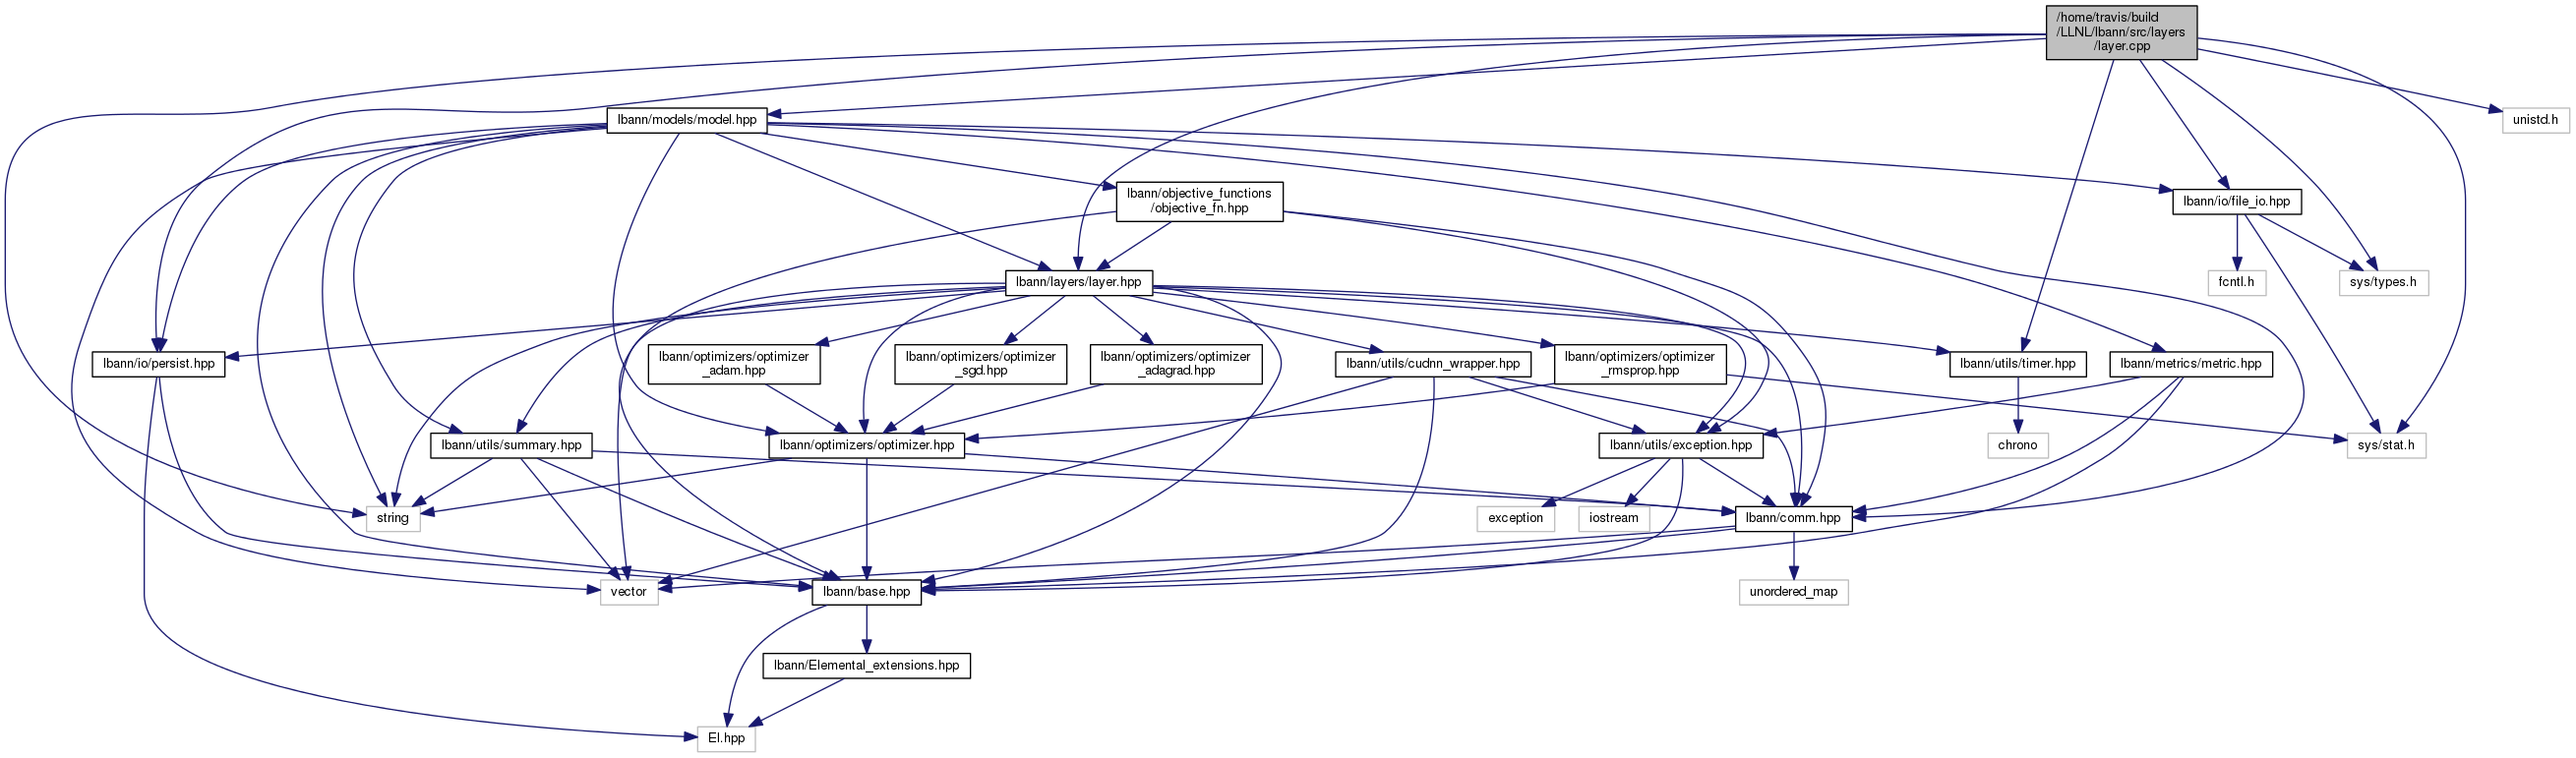 /home/travis/build
/LLNL/lbann/src/layers
/layer.cpp
lbann/models/model.hpp
unistd.h
lbann/objective_functions
/objective_fn.hpp
lbann/io/file_io.hpp
lbann/layers/layer.hpp
fcntl.h
sys/types.h
lbann/io/persist.hpp
lbann/optimizers/optimizer
_adam.hpp
lbann/optimizers/optimizer
_sgd.hpp
lbann/optimizers/optimizer
_adagrad.hpp
lbann/utils/cudnn_wrapper.hpp
lbann/optimizers/optimizer
_rmsprop.hpp
lbann/utils/timer.hpp
lbann/metrics/metric.hpp
lbann/utils/summary.hpp
lbann/optimizers/optimizer.hpp
lbann/utils/exception.hpp
chrono
sys/stat.h
string
exception
iostream
lbann/comm.hpp
vector
lbann/base.hpp
unordered_map
lbann/Elemental_extensions.hpp
El.hpp